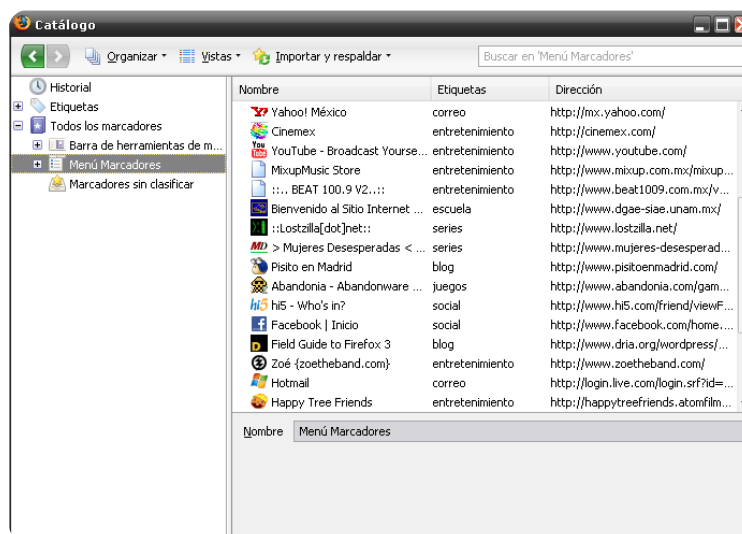 Catálogo
Organizar Vistas Importar y respaldar Buscar en 'Menú Marcadores'
Historial
Etiquetas
Todos los marcadores
Barra de herramientas de m...
Menú Marcadores
Marcadores sin clasificar
Nombre Etiquetas Dirección
Yahoo! México correo http://mx.yahoo.com/
Cinemex entretenimiento http://cinemex.com/
YouTube - Broadcast Yourse... entretenimiento http://www.youtube.com/
MixupMusic Store entretenimiento http://www.mixup.com.mx/mixup...
::.. BEAT 100.9 V2..:: entretenimiento http://www.beat1009.com.mx/v...
Bienvenido al Sitio Internet ... escuela http://www.dgae-siae.unam.mx/
::Lostzilla[dot]net:: series http://www.lostzilla.net/
> Mujeres Desesperadas < ... series http://www.mujeres-desesperad...
Pisito en Madrid blog http://www.pisitoenmadrid.com/
Abandonia - Abandonware ... juegos http://www.abandonia.com/gam...
hi5 - Who's in? social http://www.hi5.com/friend/viewF...
Facebook | Inicio social http://www.facebook.com/home....
Field Guide to Firefox 3 blog http://www.dria.org/wordpress/...
Zoé {zoetheband.com} entretenimiento http://www.zoetheband.com/
Hotmail correo http://login.live.com/login.srf?id=...
Happy Tree Friends entretenimiento http://happytreefriends.atomfilm...
Nombre Menú Marcadores